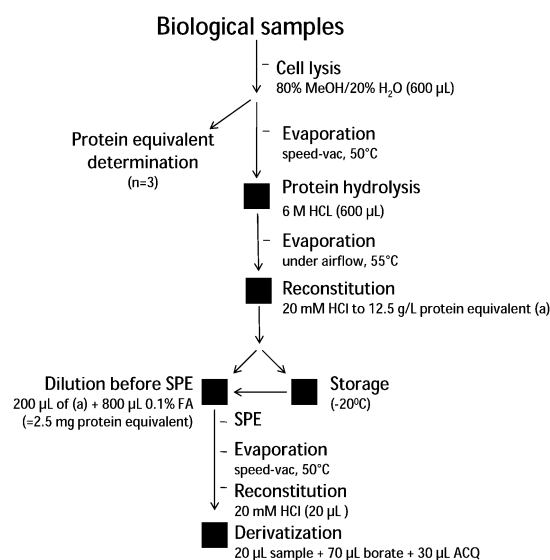 Biological samples
Cell lysis
80% MeOH/20% H₂O (600 µL)
Protein equivalent
determination
(n=3)
Evaporation
speed-vac, 50°C
Protein hydrolysis
6 M HCL (600 µL)
Evaporation
under airflow, 55°C
Reconstitution
20 mM HCl to 12.5 g/L protein equivalent (a)
Dilution before SPE
200 µL of (a) + 800 µL 0.1% FA
(=2.5 mg protein equivalent)
Storage
(-20ºC)
SPE
Evaporation
speed-vac, 50°C
Reconstitution
20 mM HCl (20 µL )
Derivatization
20 µL sample + 70 µL borate + 30 µL ACQ